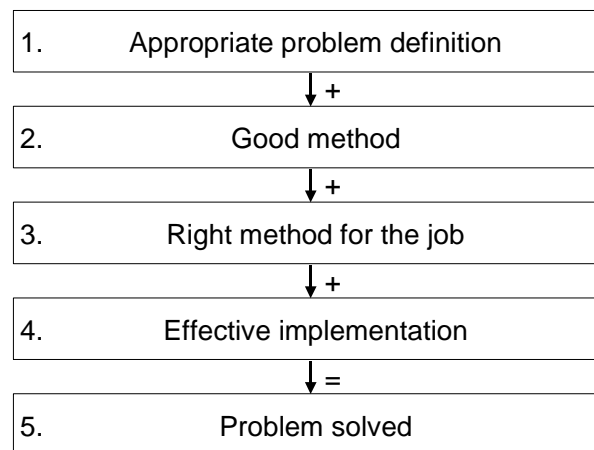 1. Appropriate problem definition
+
2. Good method
+
3. Right method for the job
+
4. Effective implementation
=
5. Problem solved